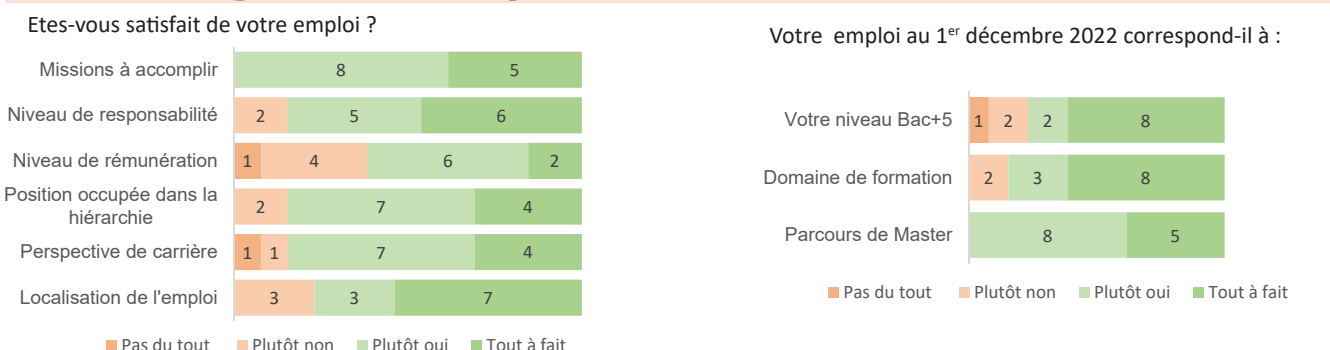 Etes-vous satisfait de votre emploi ?
Missions à accomplir 8 5
Niveau de responsabilité 2 5 6
Niveau de rémunération 1 4 6 2
Position occupée dans la
hiérarchie 2 7 4
Perspective de carrière 1 1 7 4
Localisation de l'emploi 3 3 7
Pas du tout Plutôt non Plutôt oui Tout à fait
Votre emploi au 1er décembre 2022 correspond-il à :
Votre niveau Bac+5 1 2 2 8
Domaine de formation 2 3 8
Parcours de Master 8 5
Pas du tout Plutôt non Plutôt oui Tout à fait